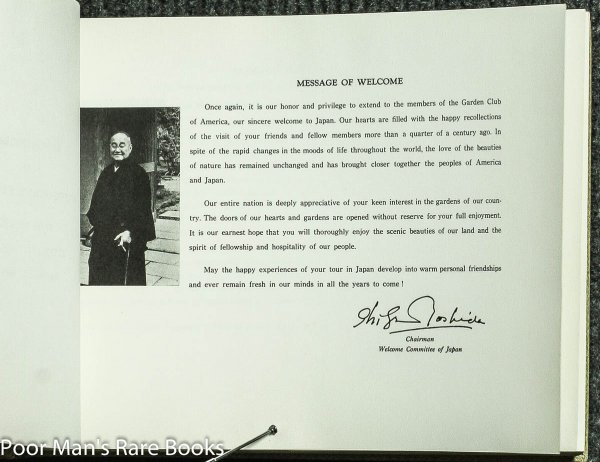 MESSAGE OF WELCOME
Once again, it is our honor and privilege to extend to the members of the Garden Club
of America, our sincere welcome to Japan. Our hearts are filled with the happy recollections
of the visit of your friends and fellow members more than a quarter of a century ago. In
spite of the rapid changes in the moods of life throughout the world, the love of the beauties
of nature has remained unchanged and has brought closer together the peoples of America
and Japan.
Our entire nation is deeply appreciative of your keen interest in the gardens of our coun-
try. The doors of our hearts and gardens are opened without reserve for your full enjoyment.
It is our earnest hope that you will thoroughly enjoy the scenic beauties of our land and the
spirit of fellowship and hospitality of our people.
May the happy experiences of your tour in Japan develop into warm personal friendships
and ever remain fresh in our minds in all the years to come !
Yoshida
Chairman
Welcome Committee of Japan
Poor Man's Rare Books